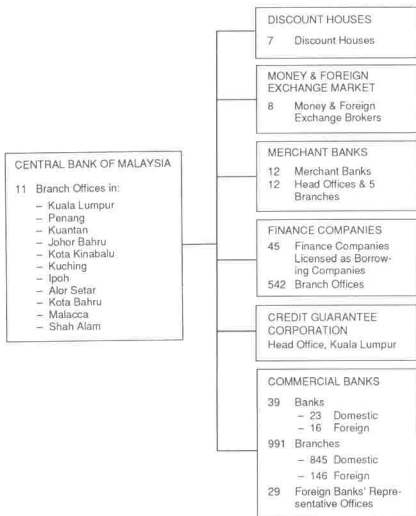 CENTRAL BANK OF MALAYSIA
11 Branch Offices in:
– Kuala Lumpur
– Penang
– Kuantan
– Johor Bahru
– Kota Kinabalu
– Kuching
– Ipoh
– Alor Setar
– Kota Bahru
– Malacca
– Shah Alam
DISCOUNT HOUSES
7 Discount Houses
MONEY & FOREIGN
EXCHANGE MARKET
8 Money & Foreign
Exchange Brokers
MERCHANT BANKS
12 Merchant Banks
12 Head Offices & 5
Branches
FINANCE COMPANIES
45 Finance Companies
Licensed as Borrow-
ing Companies
542 Branch Offices
CREDIT GUARANTEE
CORPORATION
Head Office, Kuala Lumpur
COMMERCIAL BANKS
39 Banks
– 23 Domestic
– 16 Foreign
991 Branches
– 845 Domestic
– 146 Foreign
29 Foreign Banks' Repre-
sentative Offices